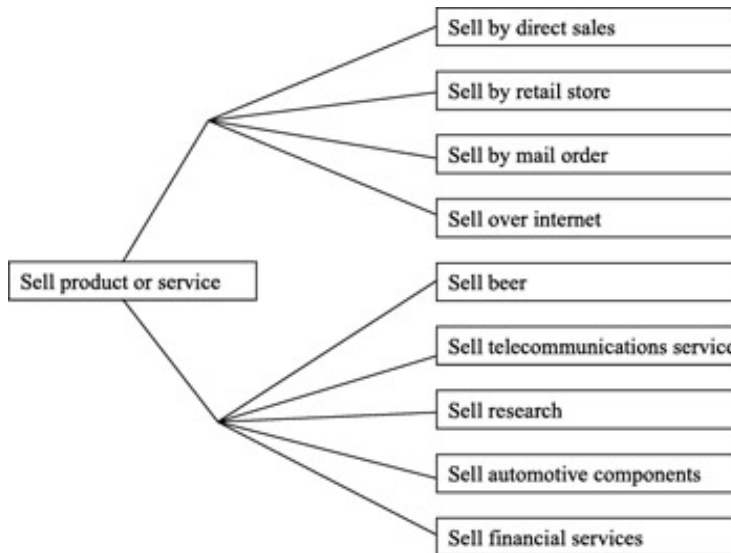 Sell by direct sales
Sell by retail store
Sell by mail order
Sell over internet
Sell product or service
Sell beer
Sell telecommunications service
Sell research
Sell automotive components
Sell financial services